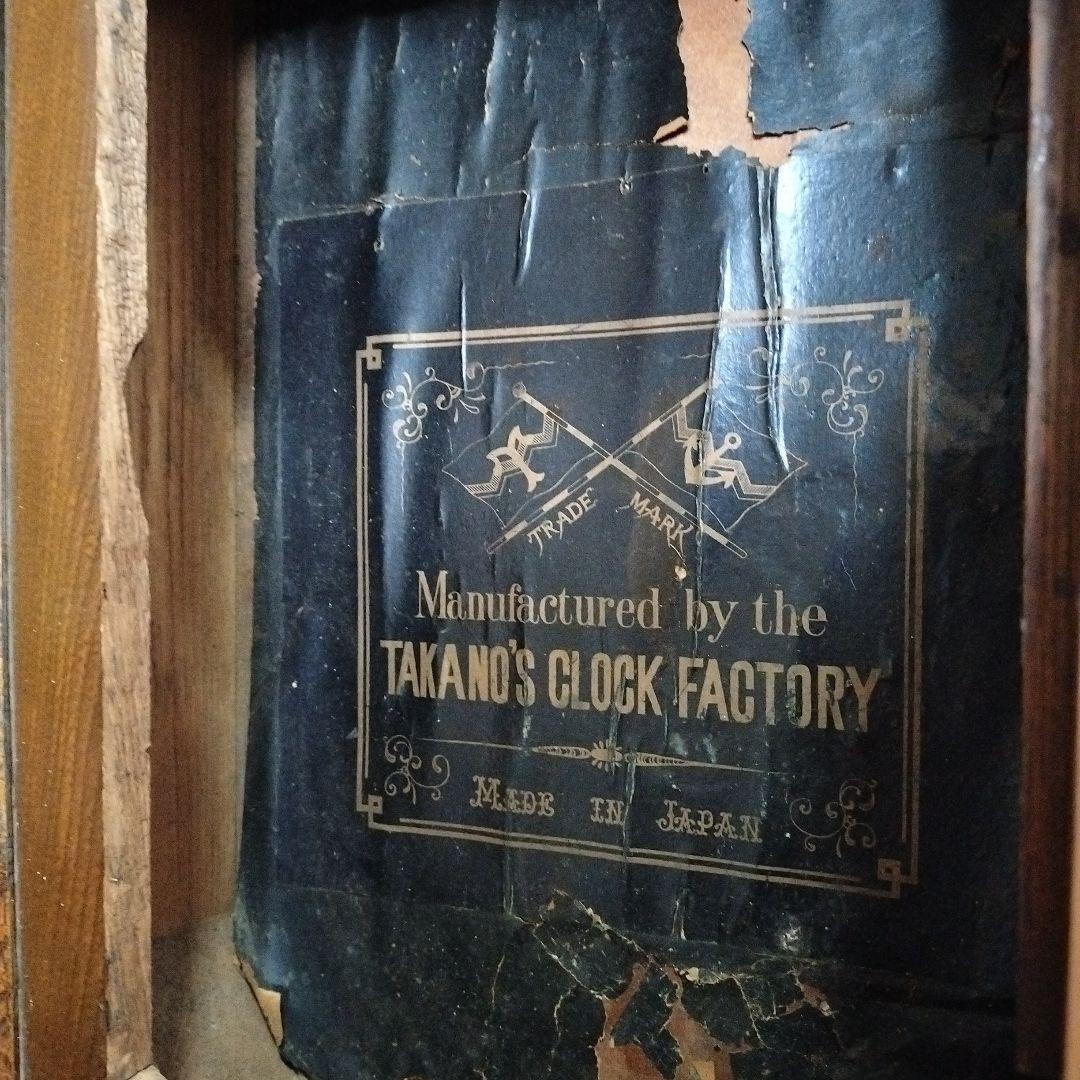 TRADE MARK
Manufactured by the
TAKANO'S CLOCK FACTORY
MADE IN JAPAN